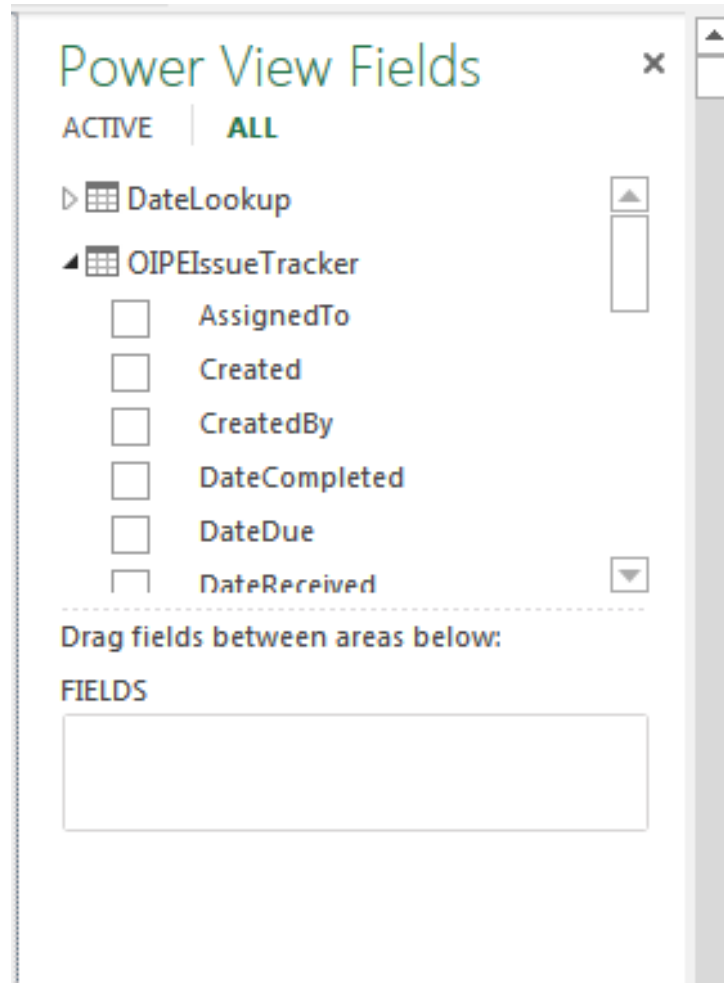 Power View Fields
ACTIVE ALL
DateLookup
OIPEIssueTracker
AssignedTo
Created
CreatedBy
DateCompleted
DateDue
DateReceived
Drag fields between areas below:
FIELDS